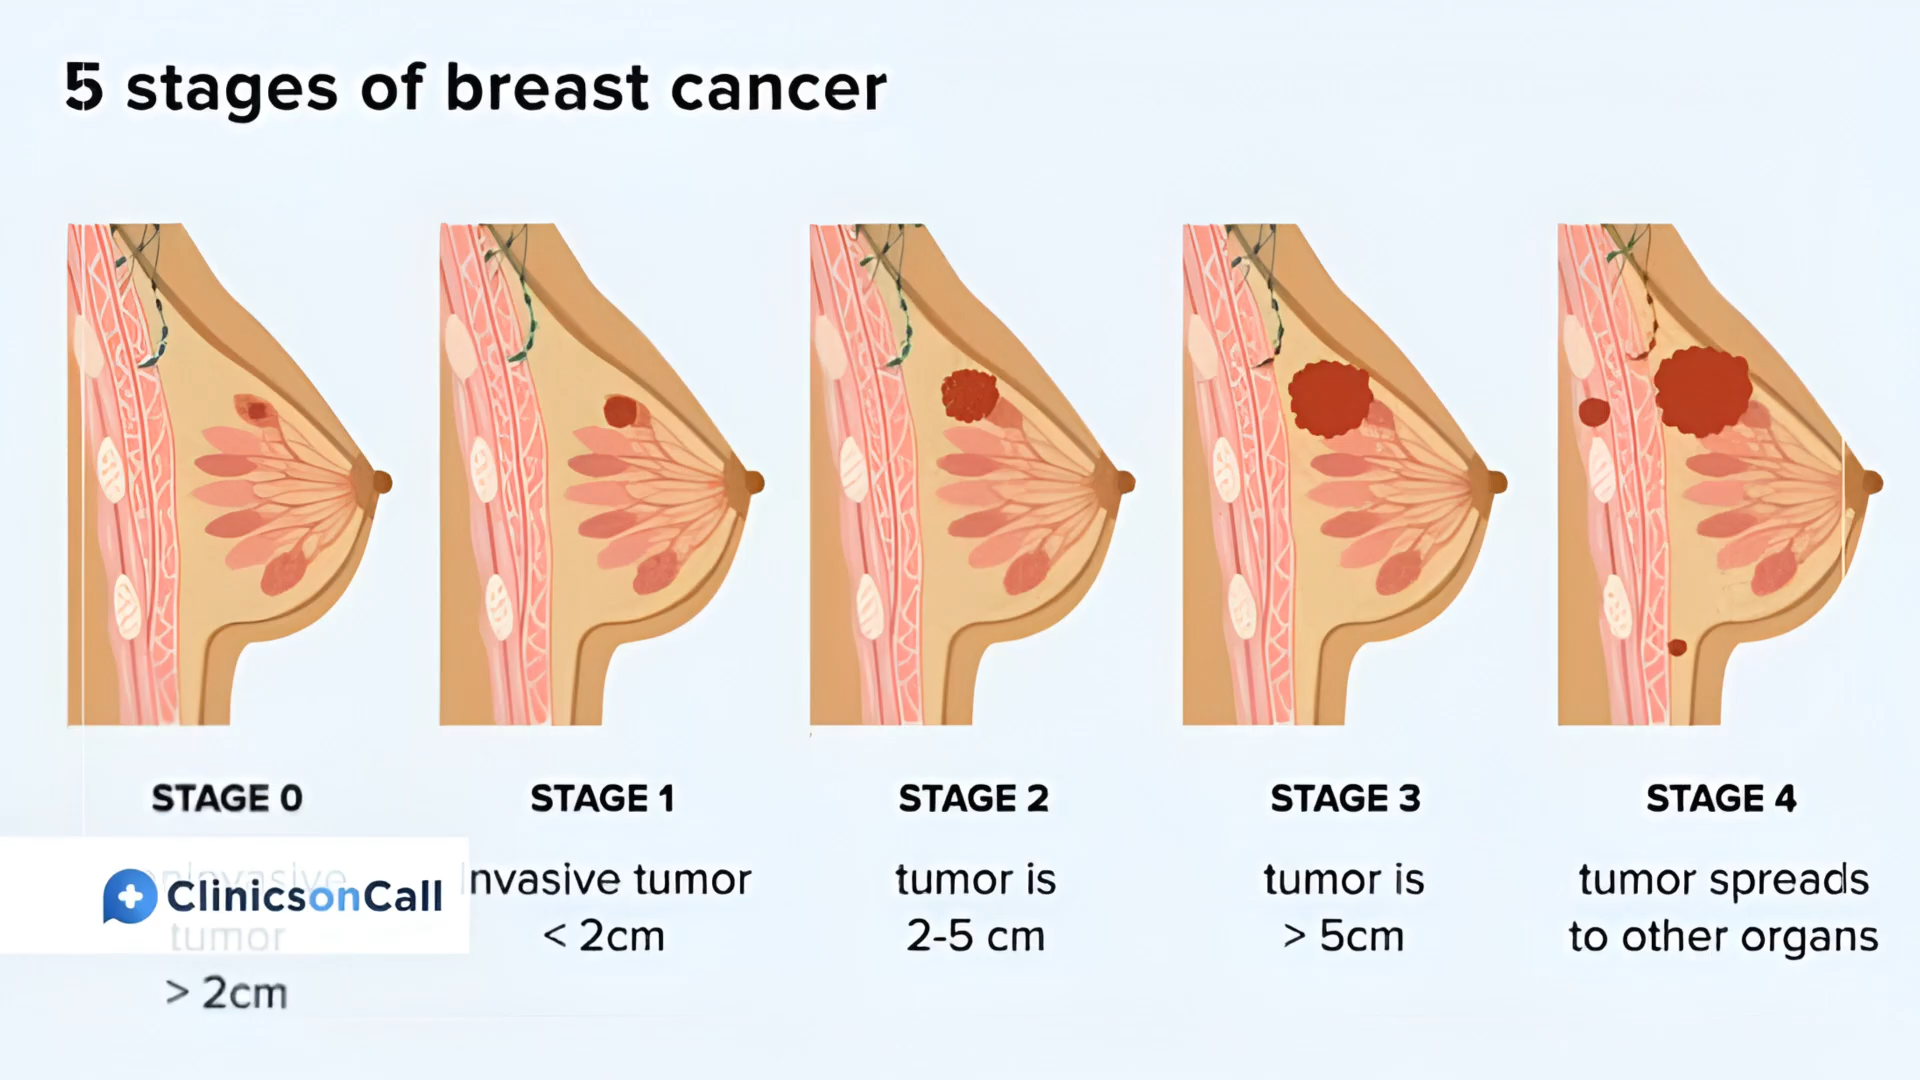 5 stages of breast cancer
STAGE 0
tumor
> 2cm
STAGE 1
nvasive tumor
< 2cm
STAGE 2
tumor is
2-5 cm
STAGE 3
tumor is
> 5cm
STAGE 4
tumor spreads
to other organs
ClinicsonCall